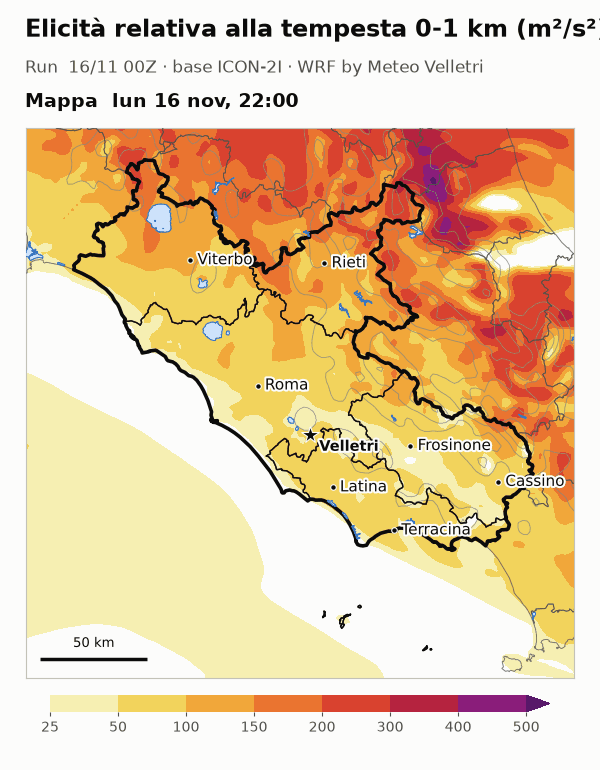 Elicità relativa alla tempesta 0-1 km (m²/s²)
Run 16/11 00Z · base ICON-2I · WRF by Meteo Velletri
Mappa lun 16 nov, 22:00
Viterbo
Rieti
Roma
Velletri
Frosinone
Cassino
Latina
Terracina
50 km
25 50 100 150 200 300 400 500